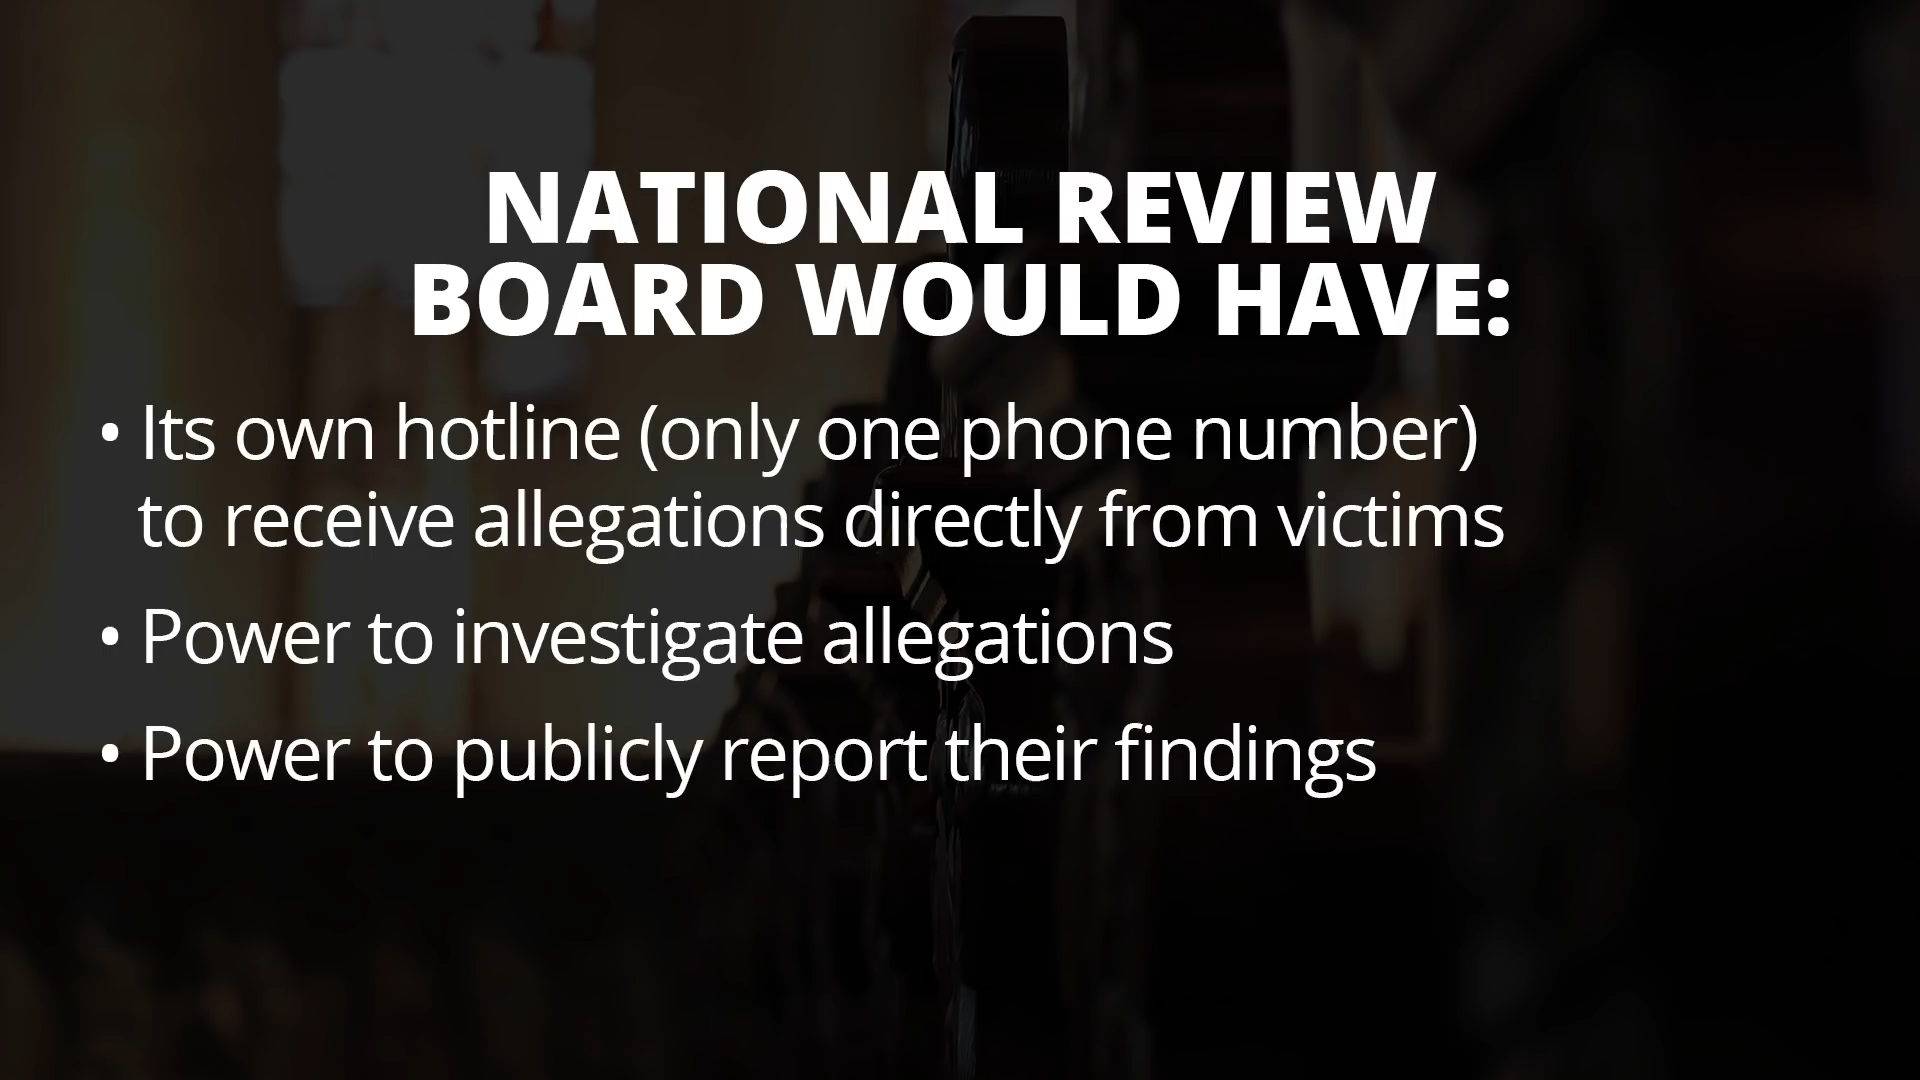 NATIONAL REVIEW
BOARD WOULD HAVE:
• Its own hotline (only one phone number)
to receive allegations directly from victims
• Power to investigate allegations
• Power to publicly report their findings